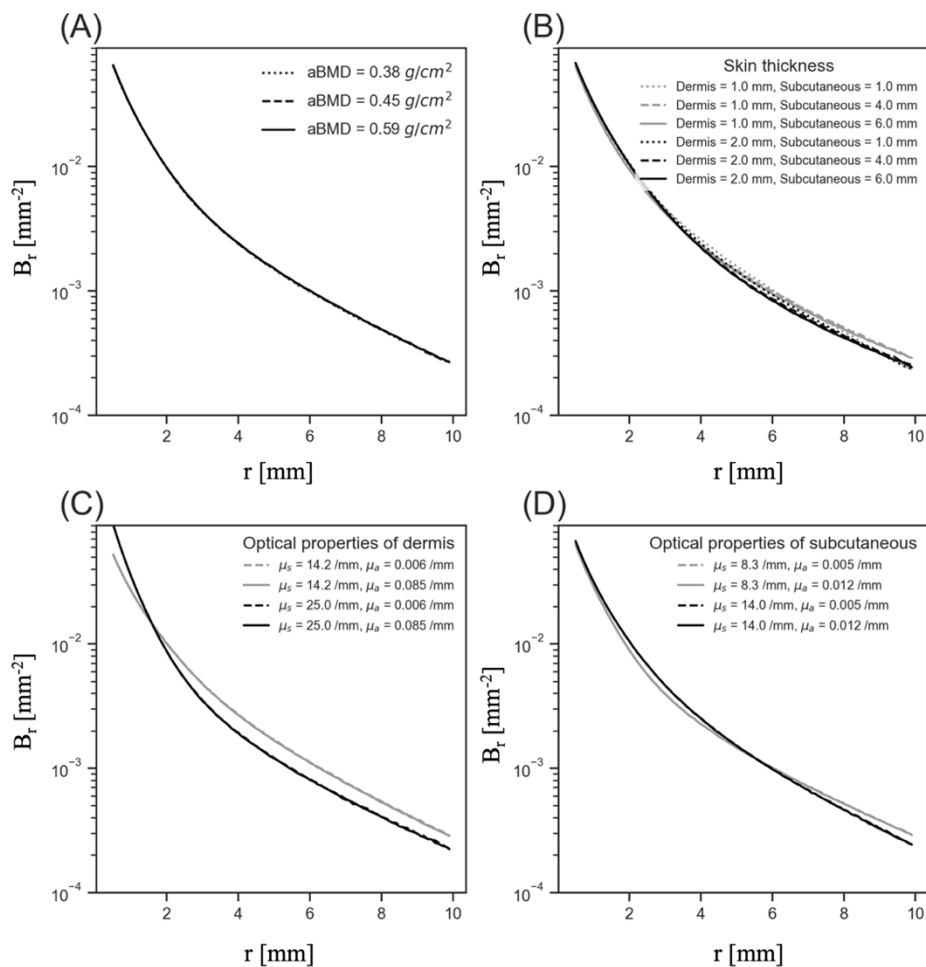 (A)
aBMD = 0.38 g/cm²
aBMD = 0.45 g/cm²
aBMD = 0.59 g/cm²
10⁻²
10⁻³
10⁻⁴
Bᵣ [mm⁻²]
2 4 6 8 10
r [mm]
(B)
Skin thickness
Dermis = 1.0 mm, Subcutaneous = 1.0 mm
Dermis = 1.0 mm, Subcutaneous = 4.0 mm
Dermis = 1.0 mm, Subcutaneous = 6.0 mm
Dermis = 2.0 mm, Subcutaneous = 1.0 mm
Dermis = 2.0 mm, Subcutaneous = 4.0 mm
Dermis = 2.0 mm, Subcutaneous = 6.0 mm
10⁻²
10⁻³
10⁻⁴
Bᵣ [mm⁻²]
2 4 6 8 10
r [mm]
(C)
Optical properties of dermis
μₛ = 14.2 /mm, μₐ = 0.006 /mm
μₛ = 14.2 /mm, μₐ = 0.085 /mm
μₛ = 25.0 /mm, μₐ = 0.006 /mm
μₛ = 25.0 /mm, μₐ = 0.085 /mm
10⁻²
10⁻³
10⁻⁴
Bᵣ [mm⁻²]
2 4 6 8 10
r [mm]
(D)
Optical properties of subcutaneous
μₛ = 8.3 /mm, μₐ = 0.005 /mm
μₛ = 8.3 /mm, μₐ = 0.012 /mm
μₛ = 14.0 /mm, μₐ = 0.005 /mm
μₛ = 14.0 /mm, μₐ = 0.012 /mm
10⁻²
10⁻³
10⁻⁴
Bᵣ [mm⁻²]
2 4 6 8 10
r [mm]